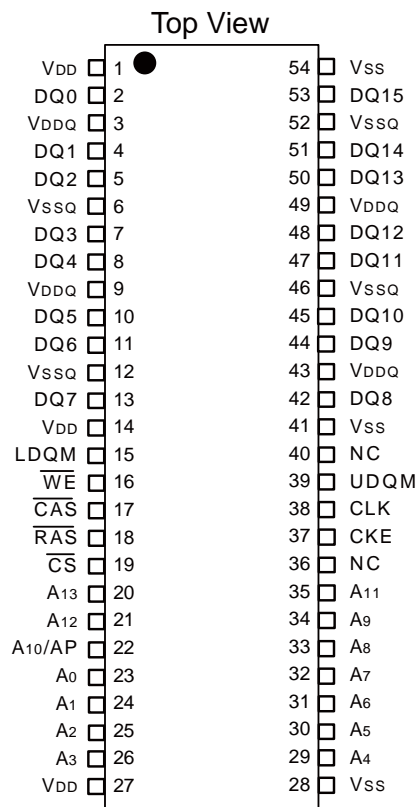 Top View
VDD 1 54 VSS
DQ0 2 53 DQ15
VDDQ 3 52 VSSQ
DQ1 4 51 DQ14
DQ2 5 50 DQ13
VSSQ 6 49 VDDQ
DQ3 7 48 DQ12
DQ4 8 47 DQ11
VDDQ 9 46 VSSQ
DQ5 10 45 DQ10
DQ6 11 44 DQ9
VSSQ 12 43 VDDQ
DQ7 13 42 DQ8
VDD 14 41 VSS
LDQM 15 40 NC
WE 16 39 UDQM
CAS 17 38 CLK
RAS 18 37 CKE
CS 19 36 NC
A13 20 35 A11
A12 21 34 A9
A10/AP 22 33 A8
A0 23 32 A7
A1 24 31 A6
A2 25 30 A5
A3 26 29 A4
VDD 27 28 VSS